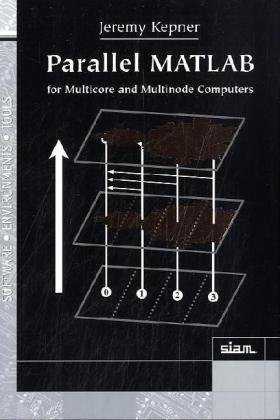 Jeremy Kepner
Parallel MATLAB
for Multicore and Multinode Computers
SOFTWARE • ENVIRONMENTS • TOOLS
0 1 2 3
siam